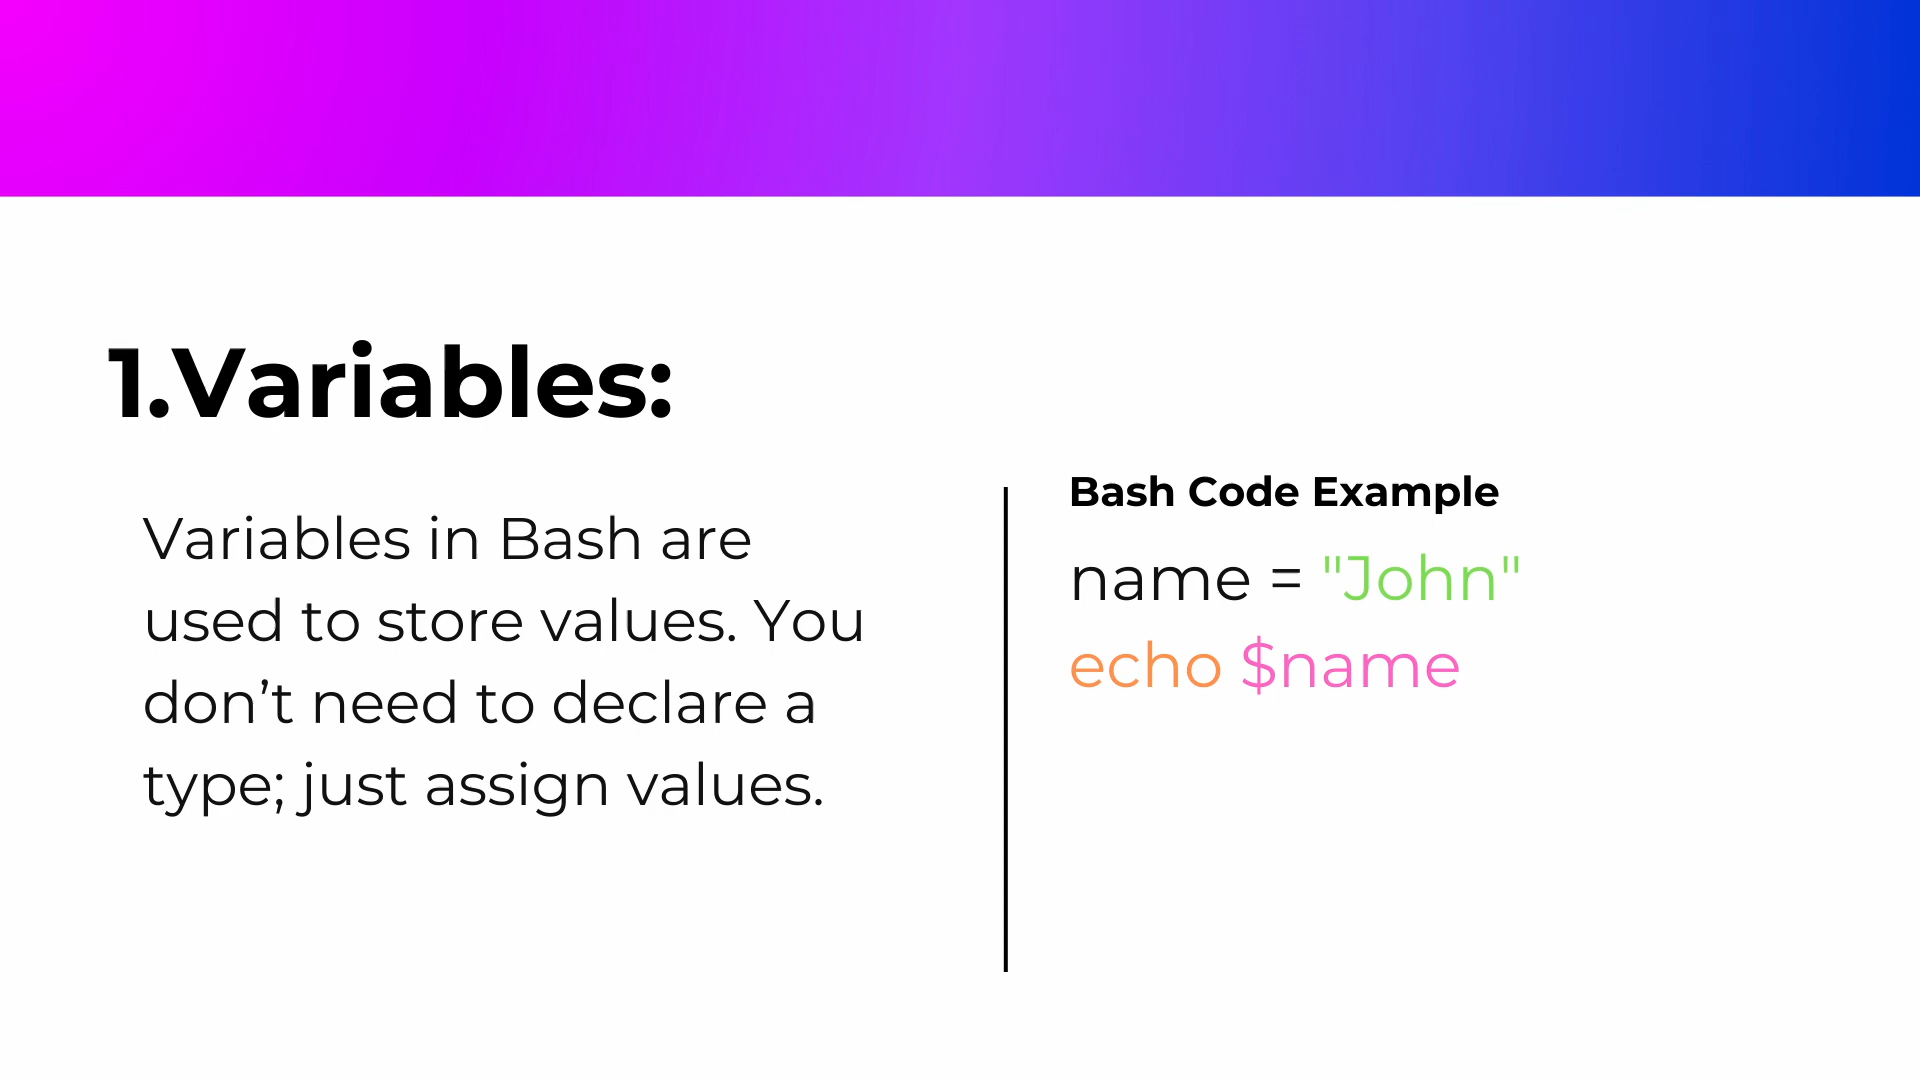 1.Variables:
Variables in Bash are
used to store values. You
don’t need to declare a
type; just assign values.
Bash Code Example
name = "John"
echo $name